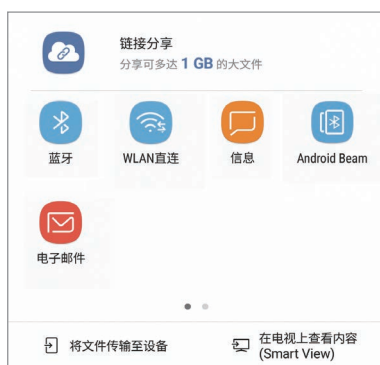 链接分享
分享可多达 1 GB 的大文件
蓝牙
WLAN直连
信息
Android Beam
电子邮件
将文件传输至设备
在电视上查看内容
(Smart View)